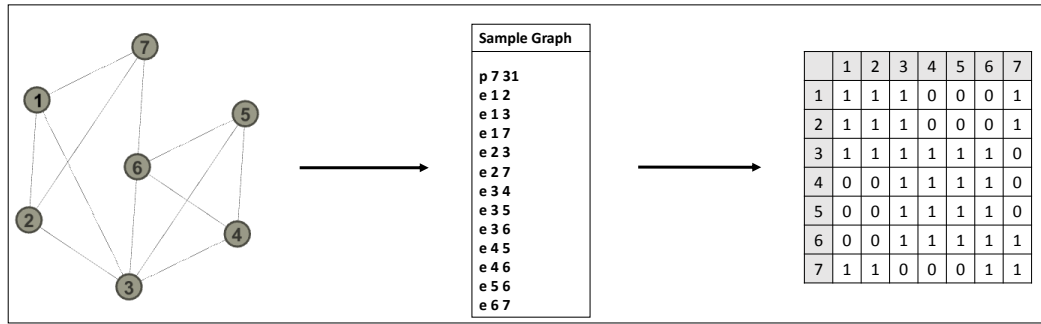 7
1
5
6
2
4
3
Sample Graph
p 7 31
e 1 2
e 1 3
e 1 7
e 2 3
e 2 7
e 3 4
e 3 5
e 3 6
e 4 5
e 4 6
e 5 6
e 6 7
1 2 3 4 5 6 7
1 1 1 1 0 0 0 1
2 1 1 1 0 0 0 1
3 1 1 1 1 1 1 0
4 0 0 1 1 1 1 0
5 0 0 1 1 1 1 0
6 0 0 1 1 1 1 1
7 1 1 0 0 0 1 1